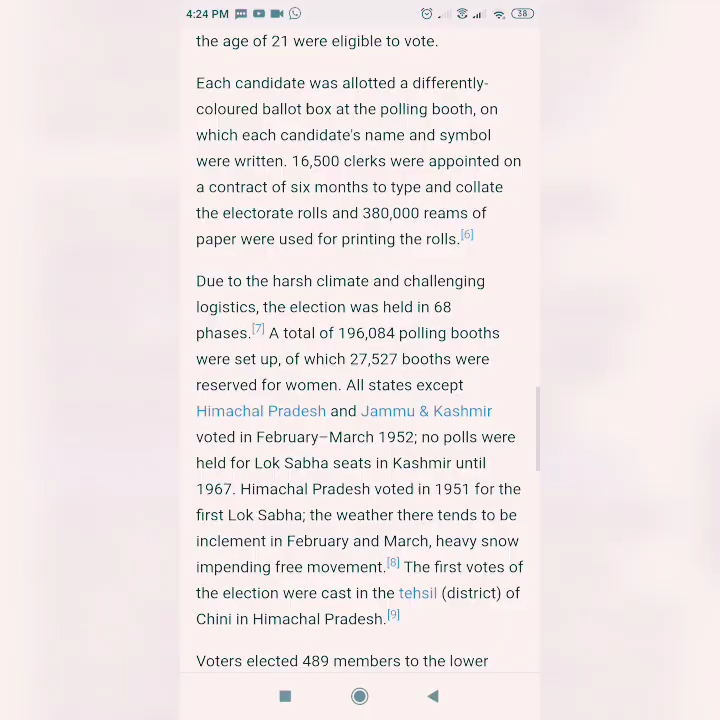 4:24 PM
38
the age of 21 were eligible to vote.
Each candidate was allotted a differently-
coloured ballot box at the polling booth, on
which each candidate's name and symbol
were written. 16,500 clerks were appointed on
a contract of six months to type and collate
the electorate rolls and 380,000 reams of
paper were used for printing the rolls.[6]
Due to the harsh climate and challenging
logistics, the election was held in 68
phases.[7] A total of 196,084 polling booths
were set up, of which 27,527 booths were
reserved for women. All states except
Himachal Pradesh and Jammu & Kashmir
voted in February–March 1952; no polls were
held for Lok Sabha seats in Kashmir until
1967. Himachal Pradesh voted in 1951 for the
first Lok Sabha; the weather there tends to be
inclement in February and March, heavy snow
impending free movement.[8] The first votes of
the election were cast in the tehsil (district) of
Chini in Himachal Pradesh.[9]
Voters elected 489 members to the lower